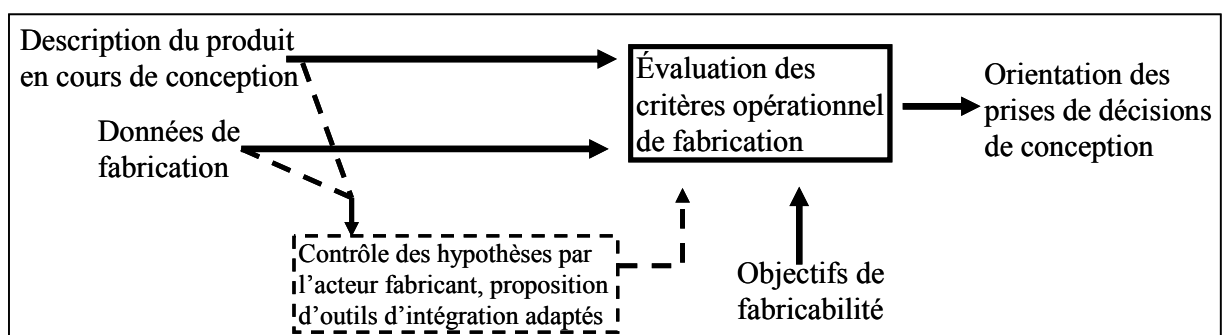 Description du produit
en cours de conception
Données de
fabrication
Évaluation des
critères opérationnel
de fabrication
Orientation des
prises de décisions
de conception
Contrôle des hypothèses par
l'acteur fabricant, proposition
d'outils d'intégration adaptés
Objectifs de
fabricabilité